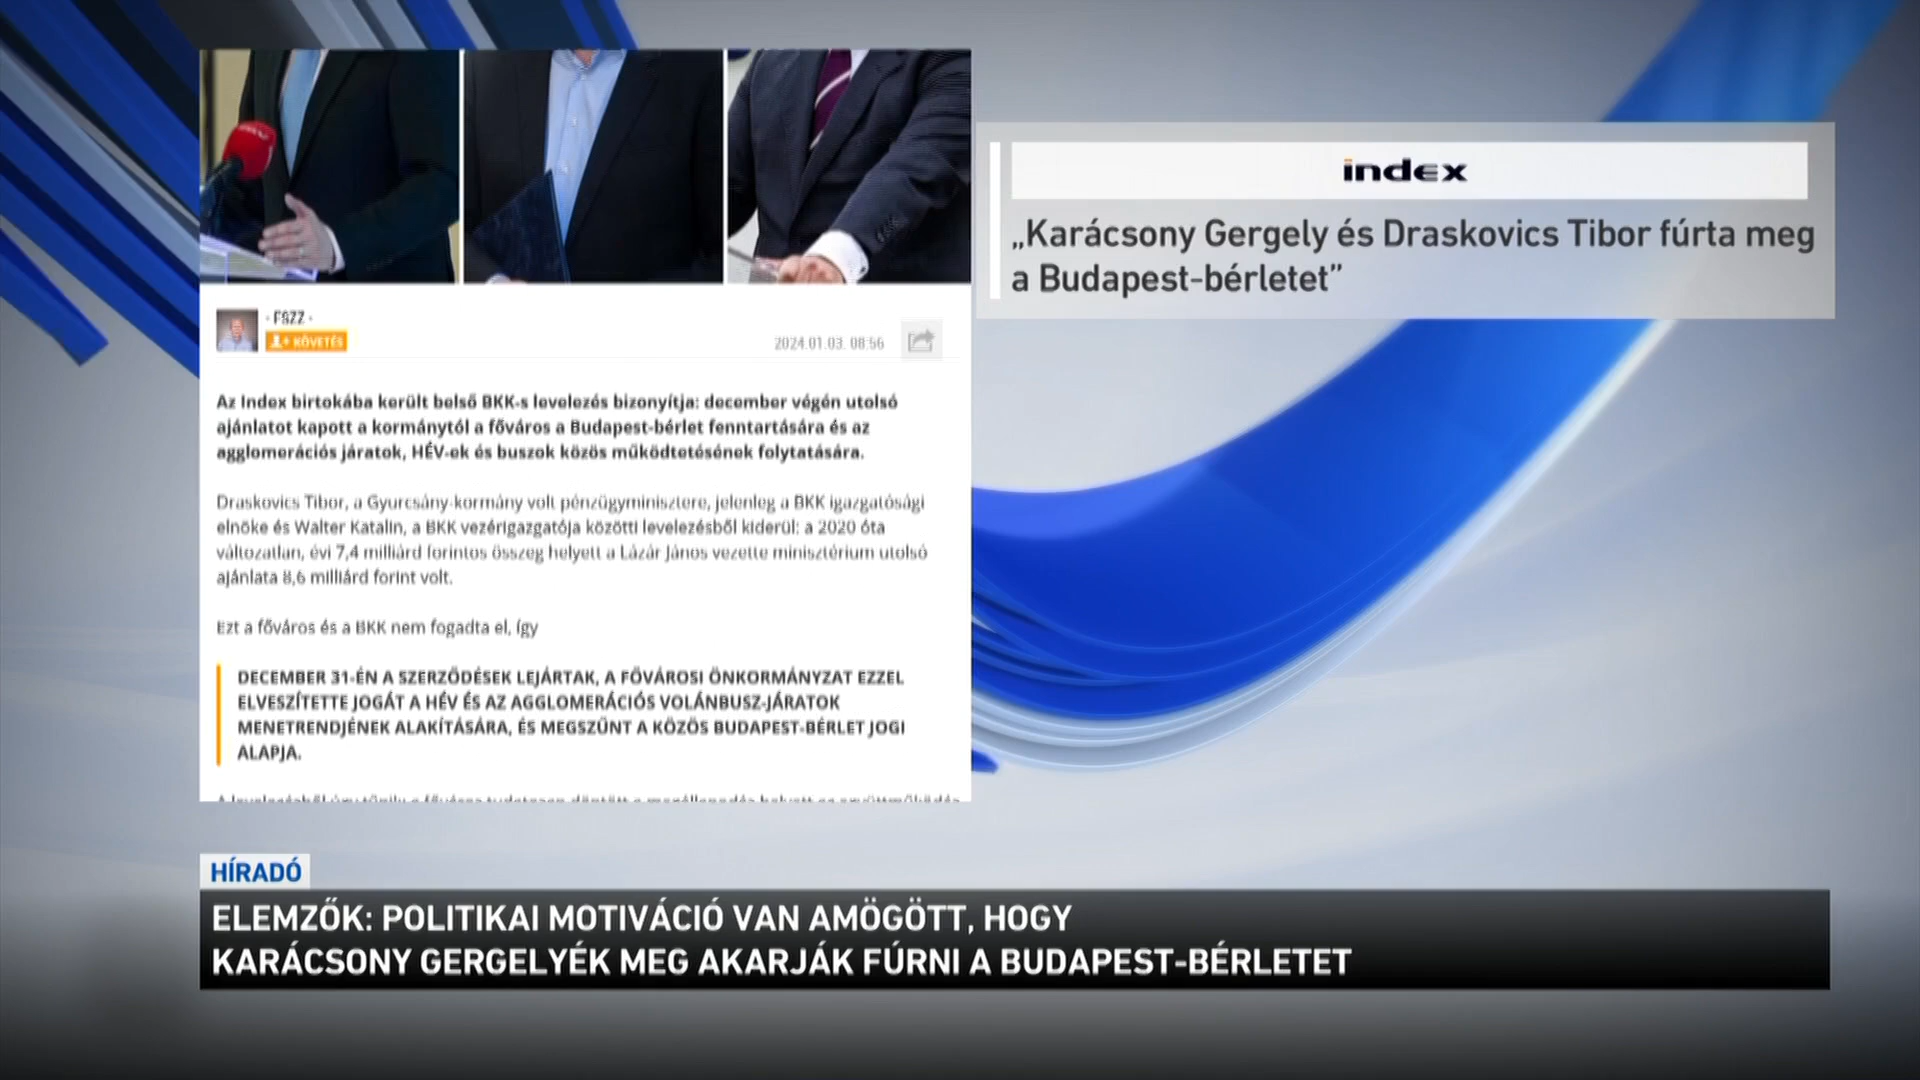 index
„Karácsony Gergely és Draskovics Tibor fúrta meg
a Budapest-bérletet”
- FSZZ -
KÖVETÉS
2024.01.03. 08:56
Az Index birtokába került belső BKK-s levelezés bizonyítja: december végén utolsó
ajánlatot kapott a kormánytól a főváros a Budapest-bérlet fenntartására és az
agglomerációs járatok, HÉV-ek és buszok közös működtetésének folytatására.
Draskovics Tibor, a Gyurcsány-kormány volt pénzügyminisztere, jelenleg a BKK igazgatósági
elnöke és Walter Katalin, a BKK vezérigazgatója közötti levelezésből kiderül: a 2020 óta
változatlan, évi 7,4 milliárd forintos összeg helyett a Lázár János vezette minisztérium utolsó
ajánlata 8,6 milliárd forint volt.
Ezt a főváros és a BKK nem fogadta el, így
DECEMBER 31-ÉN A SZERZŐDÉSEK LEJÁRTAK, A FŐVÁROSI ÖNKORMÁNYZAT EZZEL
ELVESZÍTETTE JOGÁT A HÉV ÉS AZ AGGLOMERÁCIÓS VOLÁNBUSZ-JÁRATOK
MENETRENDJÉNEK ALAKÍTÁSÁRA, ÉS MEGSZŰNT A KÖZÖS BUDAPEST-BÉRLET JOGI
ALAPJA.
HÍRADÓ
ELEMZŐK: POLITIKAI MOTIVÁCIÓ VAN AMÖGÖTT, HOGY
KARÁCSONY GERGELYÉK MEG AKARJÁK FÚRNI A BUDAPEST-BÉRLETET